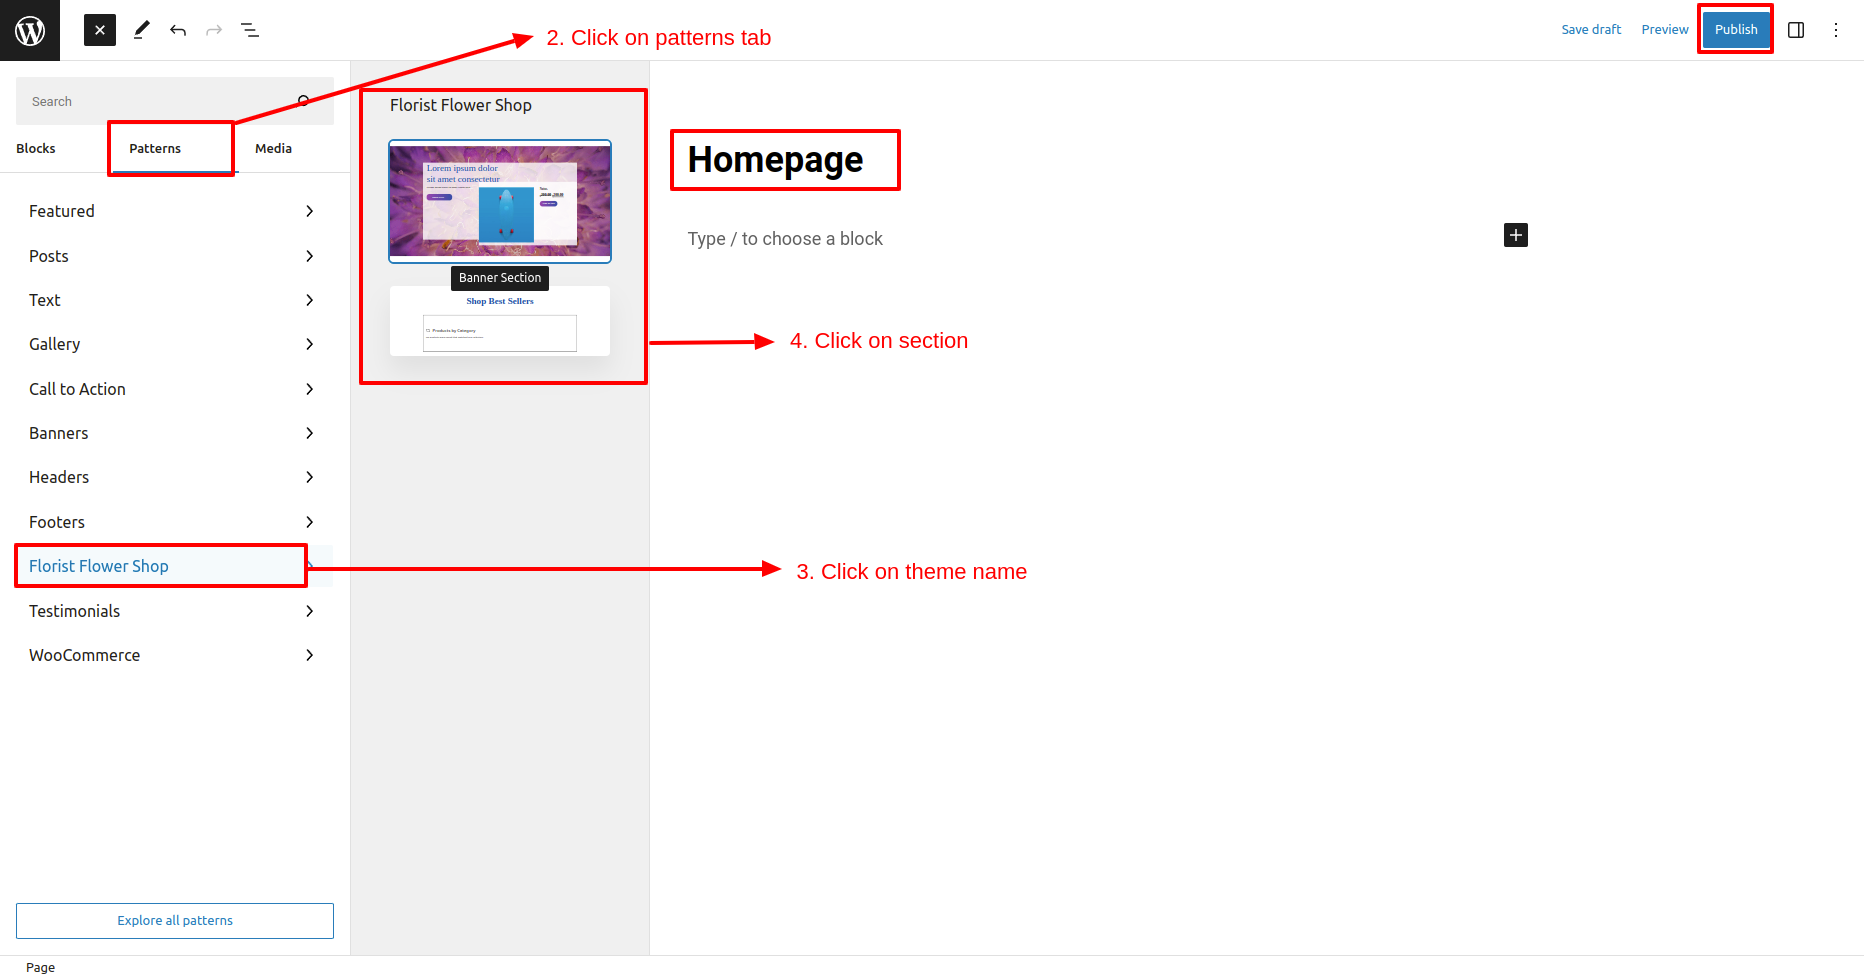 2. Click on patterns tab
Save draft
Preview
Publish
Search
Blocks
Patterns
Media
Featured
Posts
Text
Gallery
Call to Action
Banners
Headers
Footers
Florist Flower Shop
Testimonials
WooCommerce
Explore all patterns
Page
Florist Flower Shop
Lorem ipsum dolor
sit amet consectetur
Banner Section
Shop Best Sellers
Products by Category
Homepage
Type / to choose a block
4. Click on section
3. Click on theme name